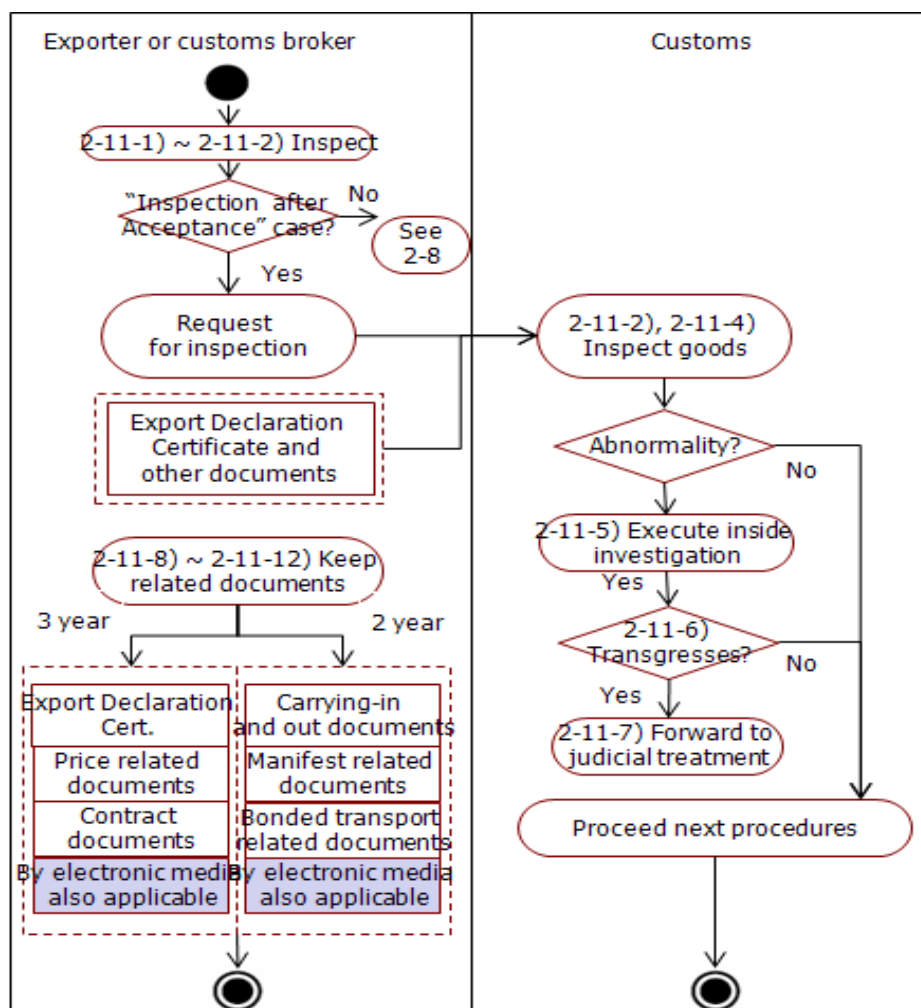 Exporter or customs broker
Customs
2-11-1) ~ 2-11-2) Inspect
“Inspection after
Acceptance” case?
No
See
2-8
Yes
Request
for inspection
2-11-2), 2-11-4)
Inspect goods
Export Declaration
Certificate and
other documents
Abnormality?
No
2-11-5) Execute inside
investigation
Yes
2-11-8) ~ 2-11-12) Keep
related documents
3 year
2 year
2-11-6)
Transgresses?
No
Yes
2-11-7) Forward to
judicial treatment
Export Declaration
Cert.
Price related
documents
Contract
documents
By electronic media
also applicable
Carrying-in
and out documents
Manifest related
documents
Bonded transport
related documents
By electronic media
also applicable
Proceed next procedures